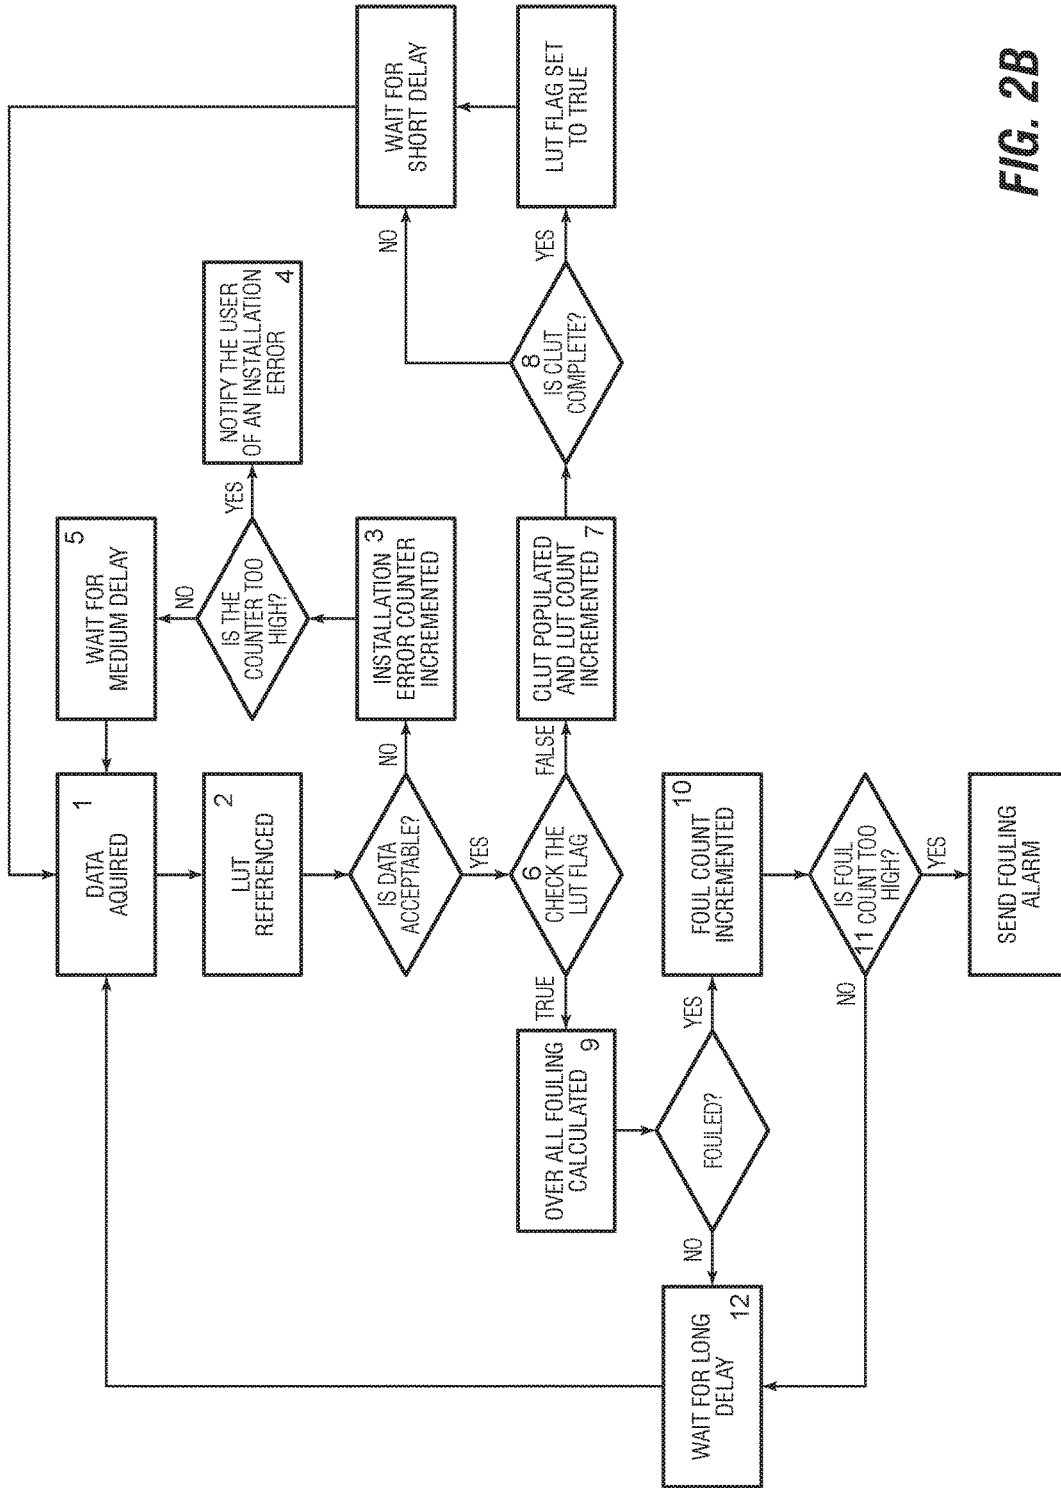 DATA
AQUIRED
1
LUT
REFERENCED
2
IS DATA
ACCEPTABLE?
NO
YES
INSTALLATION
ERROR COUNTER
INCREMENTED
3
IS THE
COUNTER TOO
HIGH?
NO
YES
WAIT FOR
MEDIUM DELAY
5
NOTIFY THE USER
OF AN INSTALLATION
ERROR
4
6
CHECK THE
LUT FLAG
TRUE
FALSE
CLUT POPULATED
AND LUT COUNT
INCREMENTED
7
8
IS CLUT
COMPLETE?
NO
YES
WAIT FOR
SHORT DELAY
LUT FLAG SET
TO TRUE
OVER ALL FOULING
CALCULATED
9
FOULED?
NO
YES
FOUL COUNT
INCREMENTED
10
IS FOUL
11 COUNT TOO
HIGH?
NO
YES
SEND FOULING
ALARM
WAIT FOR LONG
DELAY
12
FIG. 2B